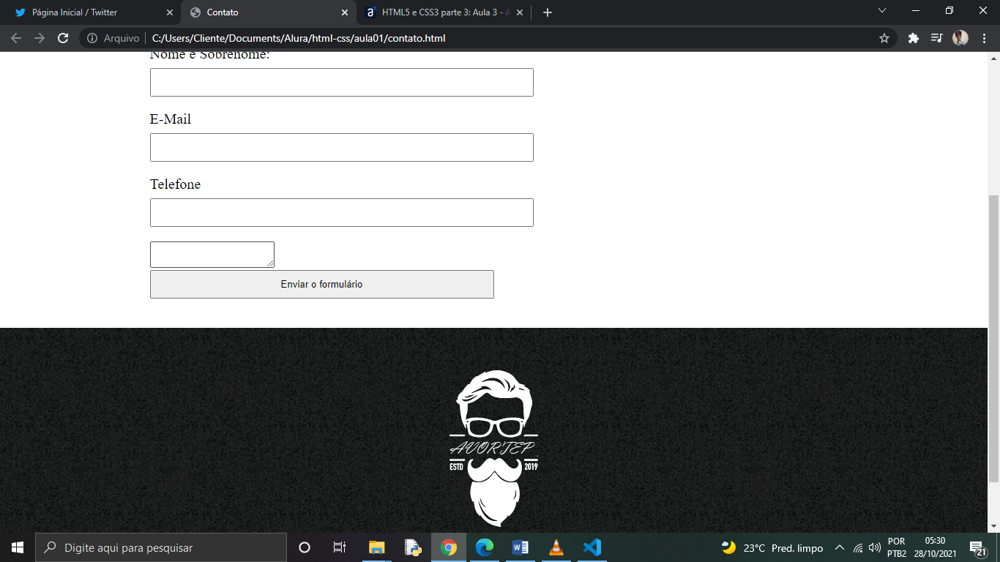 Página Inicial / Twitter
Contato
HTML5 e CSS3 parte 3: Aula 3 - A
Arquivo
C:/Users/Cliente/Documents/Alura/html-css/aula01/contato.html
Nome e Sobrenome:
E-Mail
Telefone
Enviar o formulário
ESTD
2019
Digite aqui para pesquisar
23°C Pred. limpo
POR
PTB2
05:30
28/10/2021
21